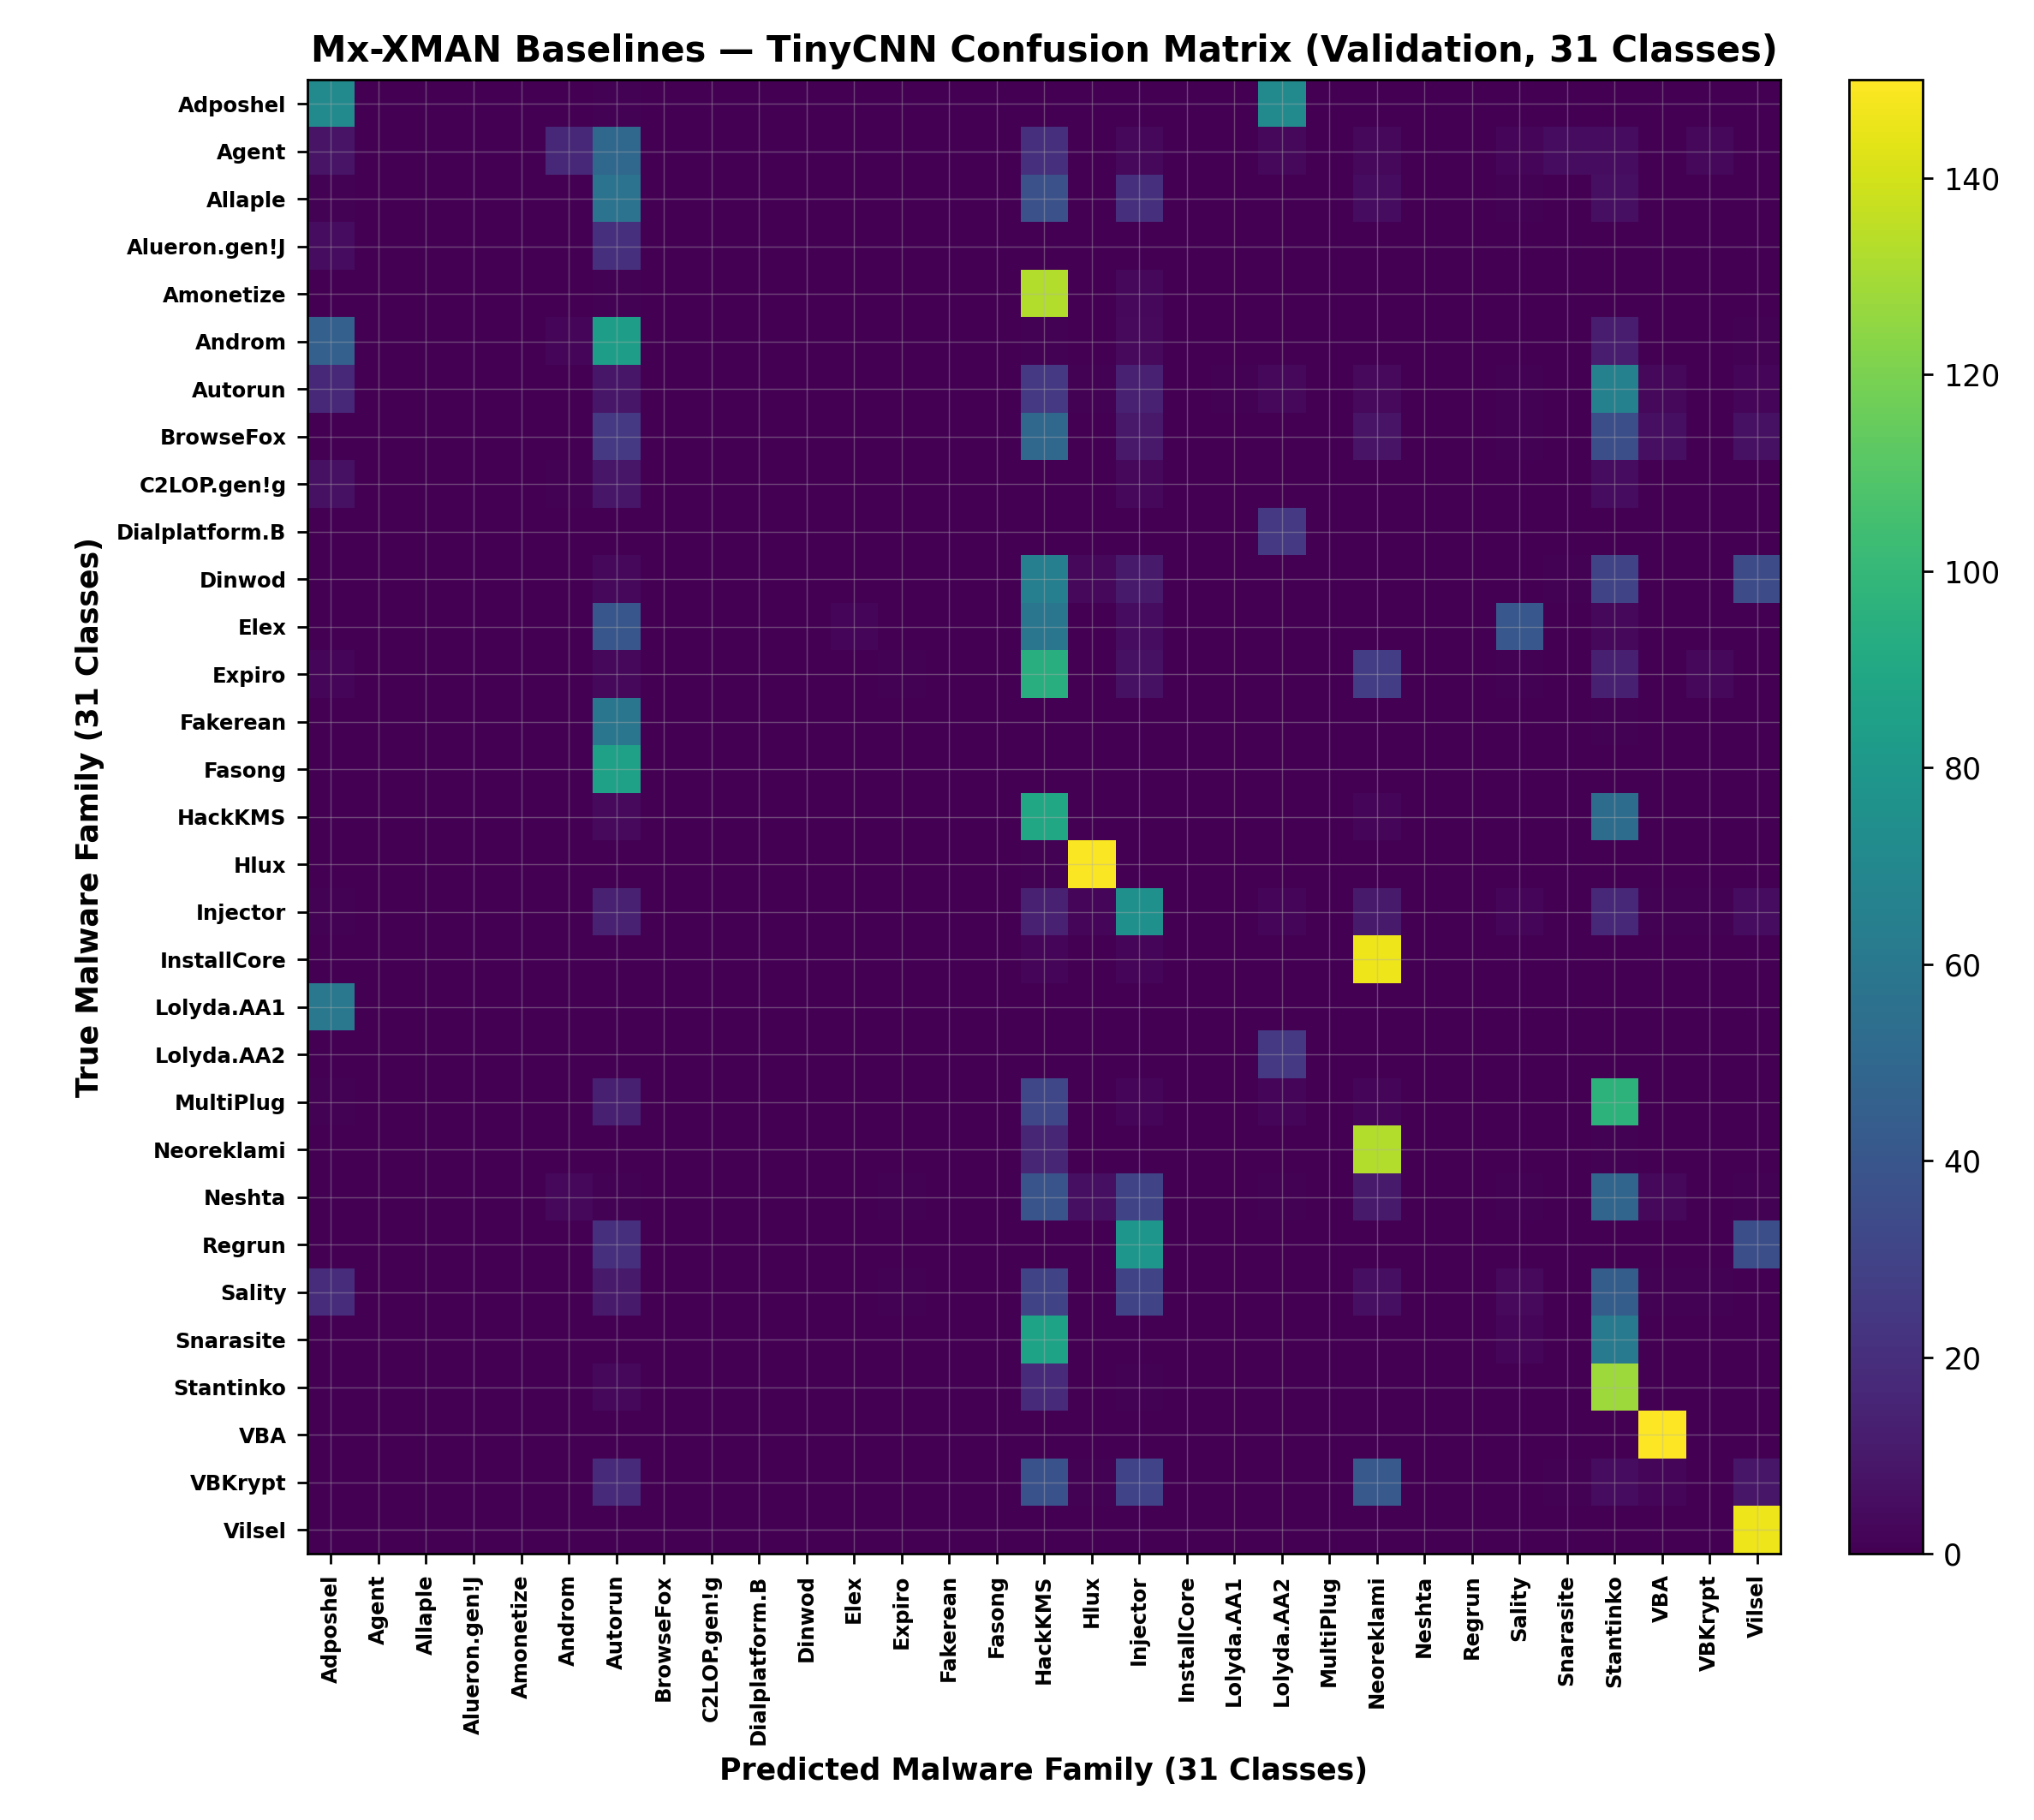 Mx-XMAN Baselines — TinyCNN Confusion Matrix (Validation, 31 Classes)
True Malware Family (31 Classes)
Adposhel
Agent
Allaple
Alueron.gen!J
Amonetize
Androm
Autorun
BrowseFox
C2LOP.gen!g
Dialplatform.B
Dinwod
Elex
Expiro
Fakerean
Fasong
HackKMS
Hlux
Injector
InstallCore
Lolyda.AA1
Lolyda.AA2
MultiPlug
Neoreklami
Neshta
Regrun
Sality
Snarasite
Stantinko
VBA
VBKrypt
Vilsel
140
120
100
80
60
40
20
0
Adposhel
Agent
Allaple
Alueron.gen!J
Amonetize
Androm
Autorun
BrowseFox
C2LOP.gen!g
Dialplatform.B
Dinwod
Elex
Expiro
Fakerean
Fasong
HackKMS
Hlux
Injector
InstallCore
Lolyda.AA1
Lolyda.AA2
MultiPlug
Neoreklami
Neshta
Regrun
Sality
Snarasite
Stantinko
VBA
VBKrypt
Vilsel
Predicted Malware Family (31 Classes)